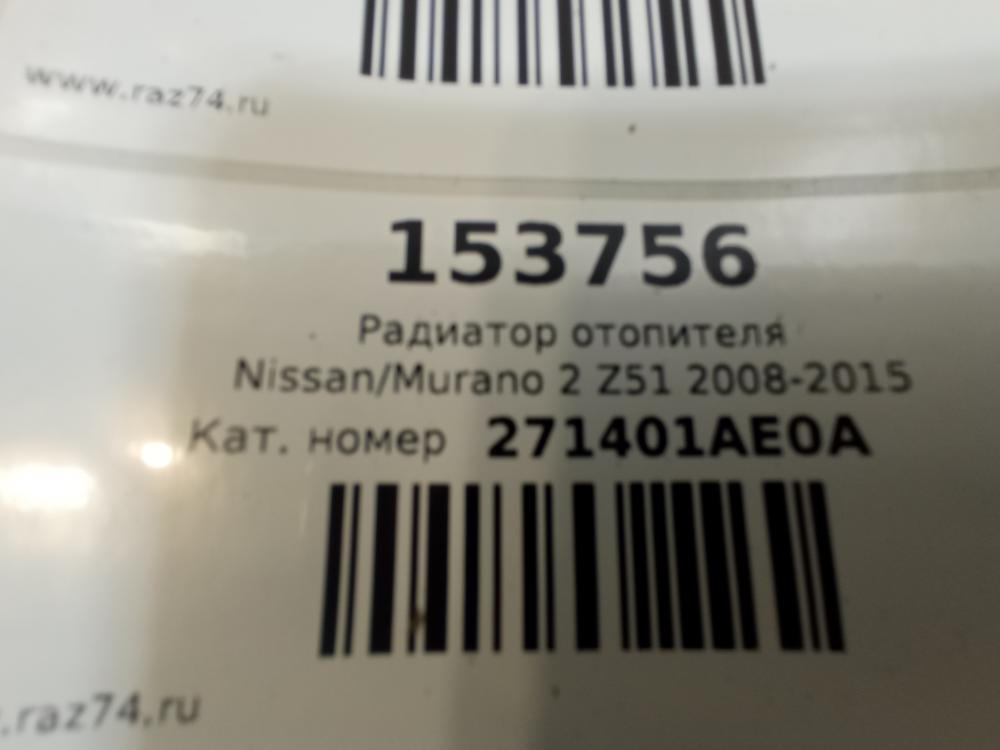 www.raz74.ru
153756
Радиатор отопителя
Nissan/Murano 2 Z51 2008-2015
Кат. номер 271401AE0A
.raz74.ru